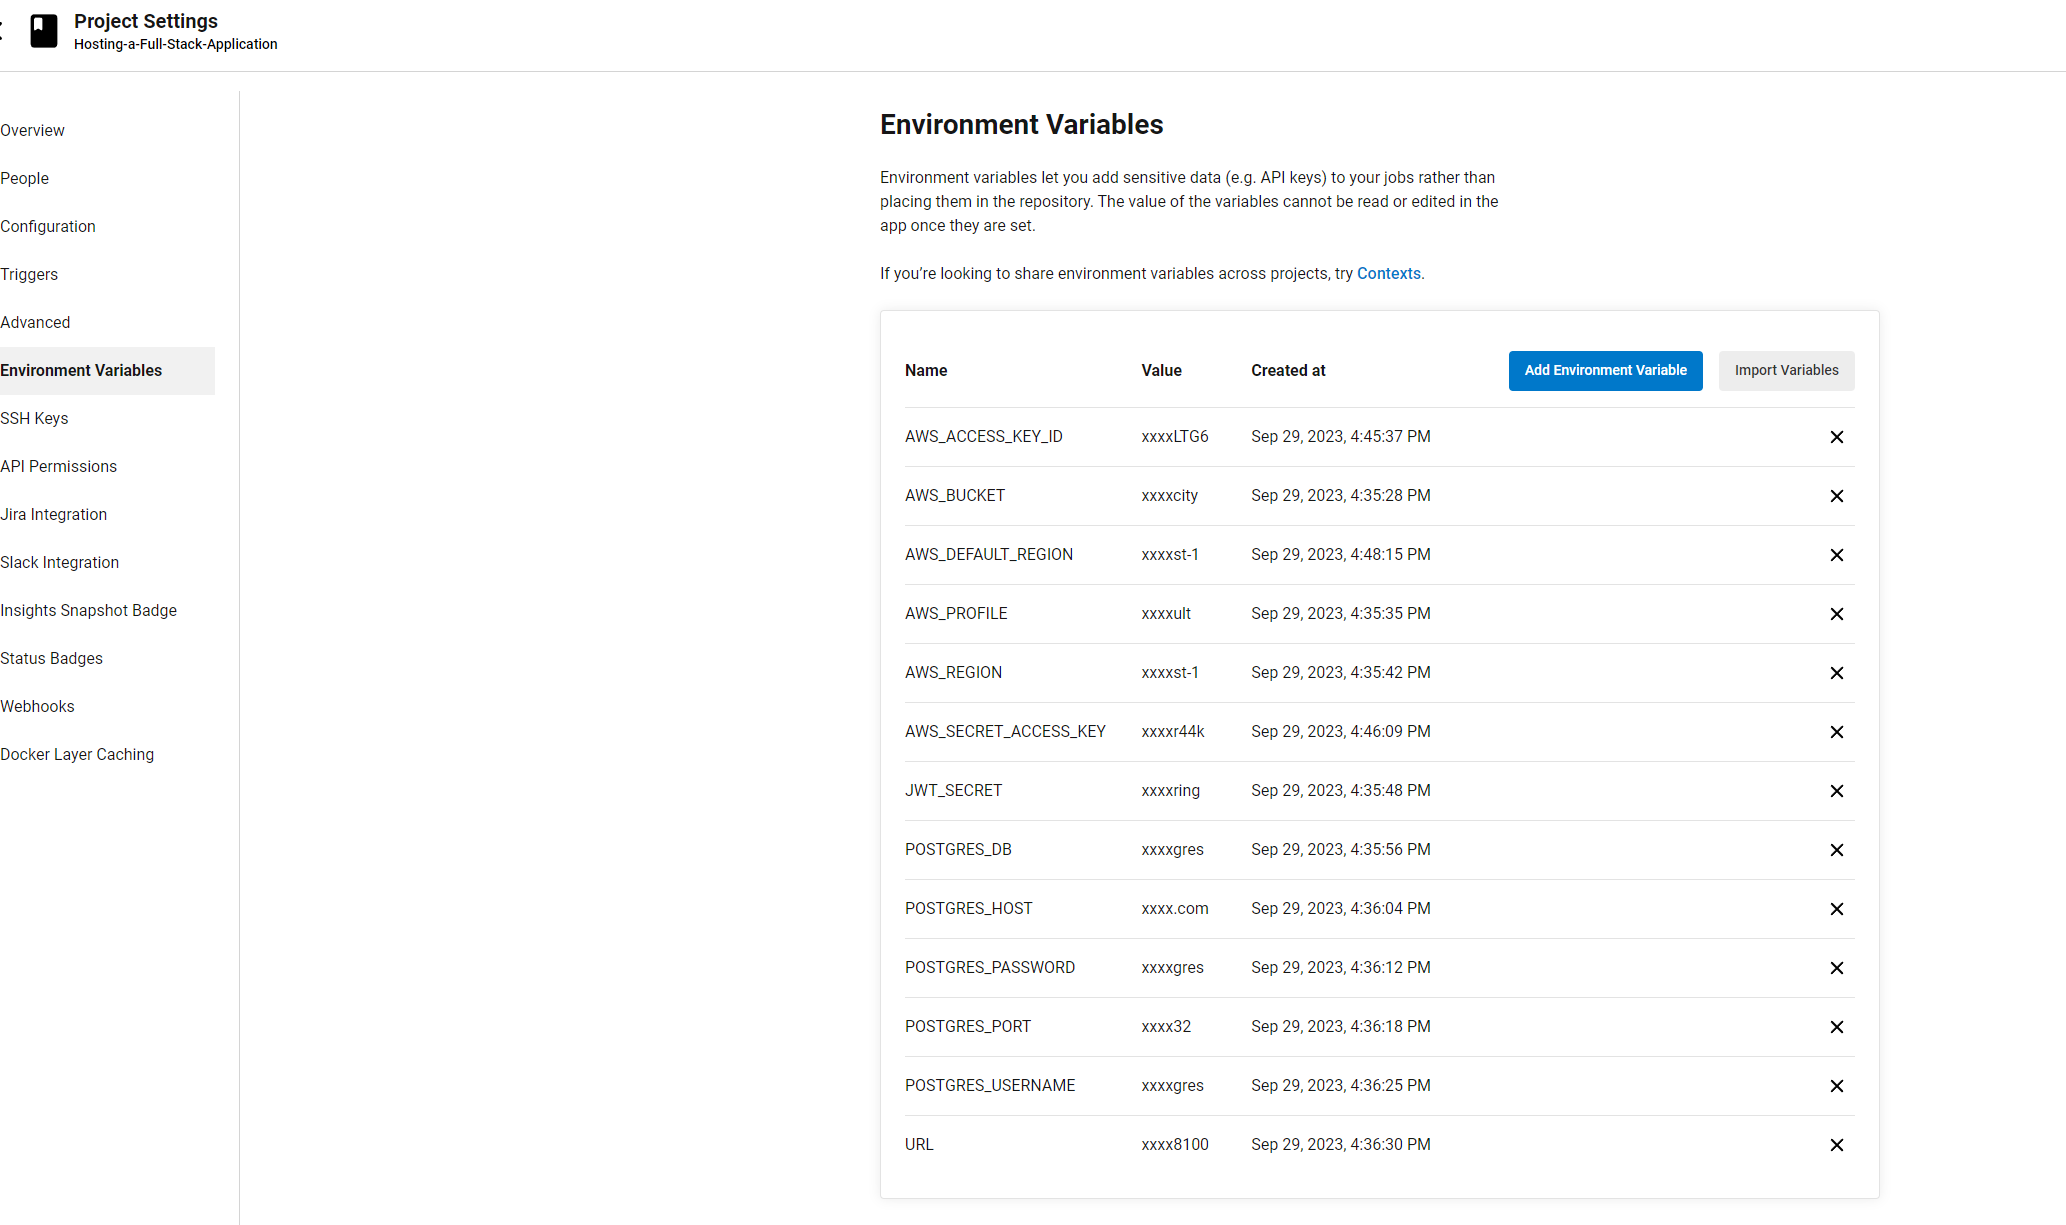 Project Settings
Hosting-a-Full-Stack-Application
Overview
People
Configuration
Triggers
Advanced
Environment Variables
SSH Keys
API Permissions
Jira Integration
Slack Integration
Insights Snapshot Badge
Status Badges
Webhooks
Docker Layer Caching
Environment Variables
Environment variables let you add sensitive data (e.g. API keys) to your jobs rather than
placing them in the repository. The value of the variables cannot be read or edited in the
app once they are set.
If you’re looking to share environment variables across projects, try Contexts.
Name Value Created at Add Environment Variable Import Variables
AWS_ACCESS_KEY_ID xxxxLTG6 Sep 29, 2023, 4:45:37 PM
AWS_BUCKET xxxxcity Sep 29, 2023, 4:35:28 PM
AWS_DEFAULT_REGION xxxxst-1 Sep 29, 2023, 4:48:15 PM
AWS_PROFILE xxxxult Sep 29, 2023, 4:35:35 PM
AWS_REGION xxxxst-1 Sep 29, 2023, 4:35:42 PM
AWS_SECRET_ACCESS_KEY xxxxr44k Sep 29, 2023, 4:46:09 PM
JWT_SECRET xxxxring Sep 29, 2023, 4:35:48 PM
POSTGRES_DB xxxxgres Sep 29, 2023, 4:35:56 PM
POSTGRES_HOST xxxx.com Sep 29, 2023, 4:36:04 PM
POSTGRES_PASSWORD xxxxgres Sep 29, 2023, 4:36:12 PM
POSTGRES_PORT xxxx32 Sep 29, 2023, 4:36:18 PM
POSTGRES_USERNAME xxxxgres Sep 29, 2023, 4:36:25 PM
URL xxxx8100 Sep 29, 2023, 4:36:30 PM